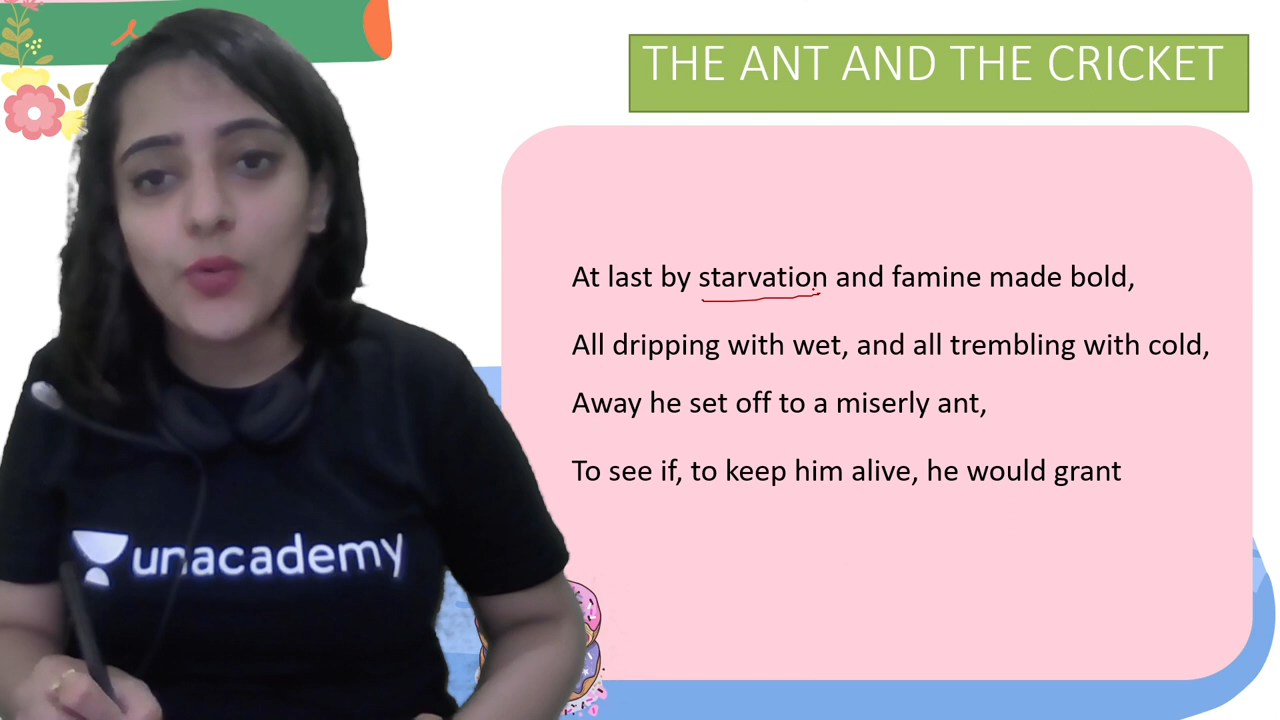 THE ANT AND THE CRICKET
At last by starvation and famine made bold,
All dripping with wet, and all trembling with cold,
Away he set off to a miserly ant,
To see if, to keep him alive, he would grant
unacademy